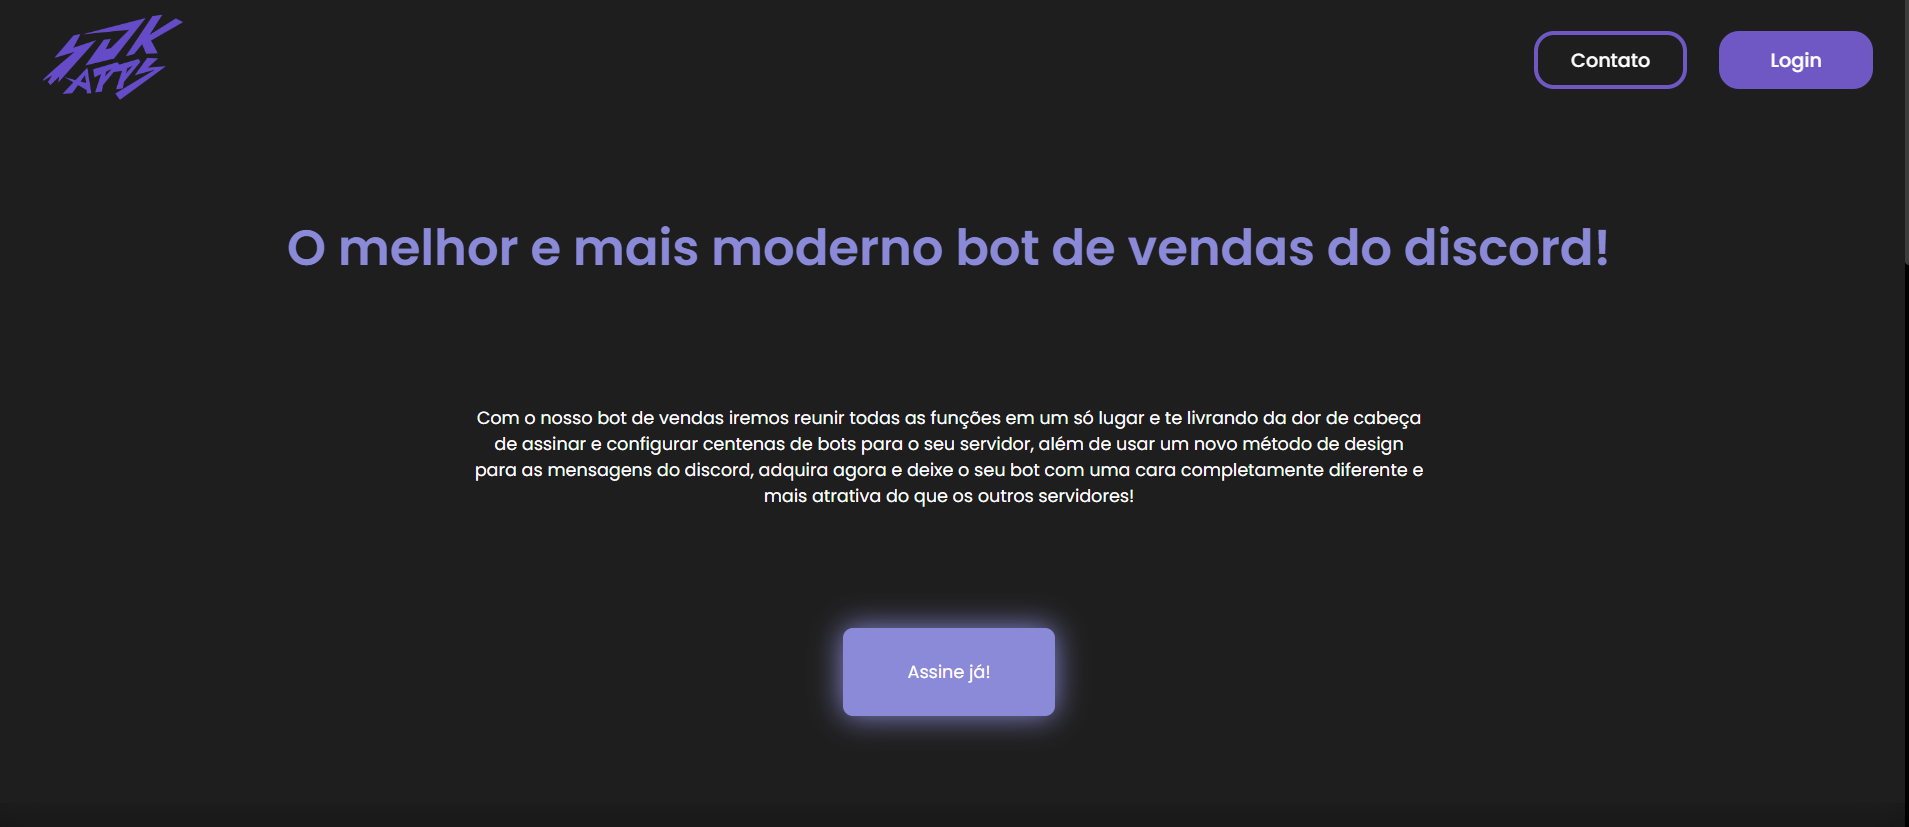 SDK
APPS
Contato
Login
O melhor e mais moderno bot de vendas do discord!
Com o nosso bot de vendas iremos reunir todas as funções em um só lugar e te livrando da dor de cabeça
de assinar e configurar centenas de bots para o seu servidor, além de usar um novo método de design
para as mensagens do discord, adquira agora e deixe o seu bot com uma cara completamente diferente e
mais atrativa do que os outros servidores!
Assine já!